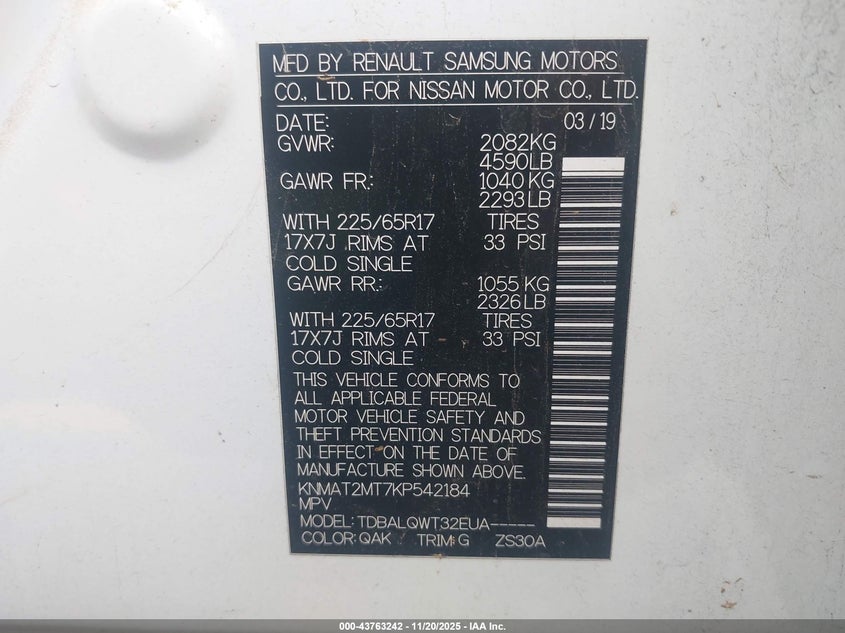 MFD BY RENAULT SAMSUNG MOTORS
CO., LTD. FOR NISSAN MOTOR CO., LTD.
DATE: 03/19
GVWR: 2082KG
4590LB
GAWR FR.: 1040 KG
2293 LB
WITH 225/65R17 TIRES
17X7J RIMS AT 33 PSI
COLD SINGLE
GAWR RR.: 1055 KG
2326 LB
WITH 225/65R17 TIRES
17X7J RIMS AT 33 PSI
COLD SINGLE
THIS VEHICLE CONFORMS TO
ALL APPLICABLE FEDERAL
MOTOR VEHICLE SAFETY AND
THEFT PREVENTION STANDARDS
IN EFFECT ON THE DATE OF
MANUFACTURE SHOWN ABOVE.
KNMAT2MT7KP542184
MPV
MODEL: TDBALQWT32EUA-----
COLOR: QAK TRIM: G ZS30A
000-43763242 - 11/20/2025 - IAA Inc.